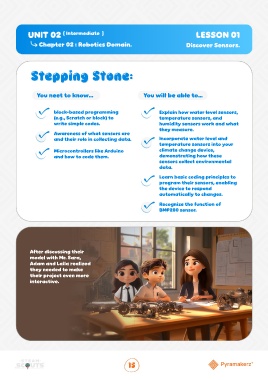 UNIT 02 (Intermediate)
Chapter 02 : Robotics Domain.
LESSON 01
Discover Sensors.
Stepping Stone:
You nest to know...
block-based programming
(e.g., Scratch or block) to
write simple codes.
Awareness of what sensors are
and their role in collecting data.
Microcontrollers like Arduino
and how to code them.
You will be able to...
Explain how water level sensors,
temperature sensors, and
humidity sensors work and what
they measure.
Incorporate water level and
temperature sensors into your
climate change device,
demonstrating how these
sensors collect environmental
data.
Learn basic coding principles to
program their sensors, enabling
the device to respond
automatically to changes.
Recognize the function of
BMP280 sensor.
After discussing their
model with Mr. Sara,
Adam and Laila realized
they needed to make
their project even more
interactive.
15
Pyramakerz